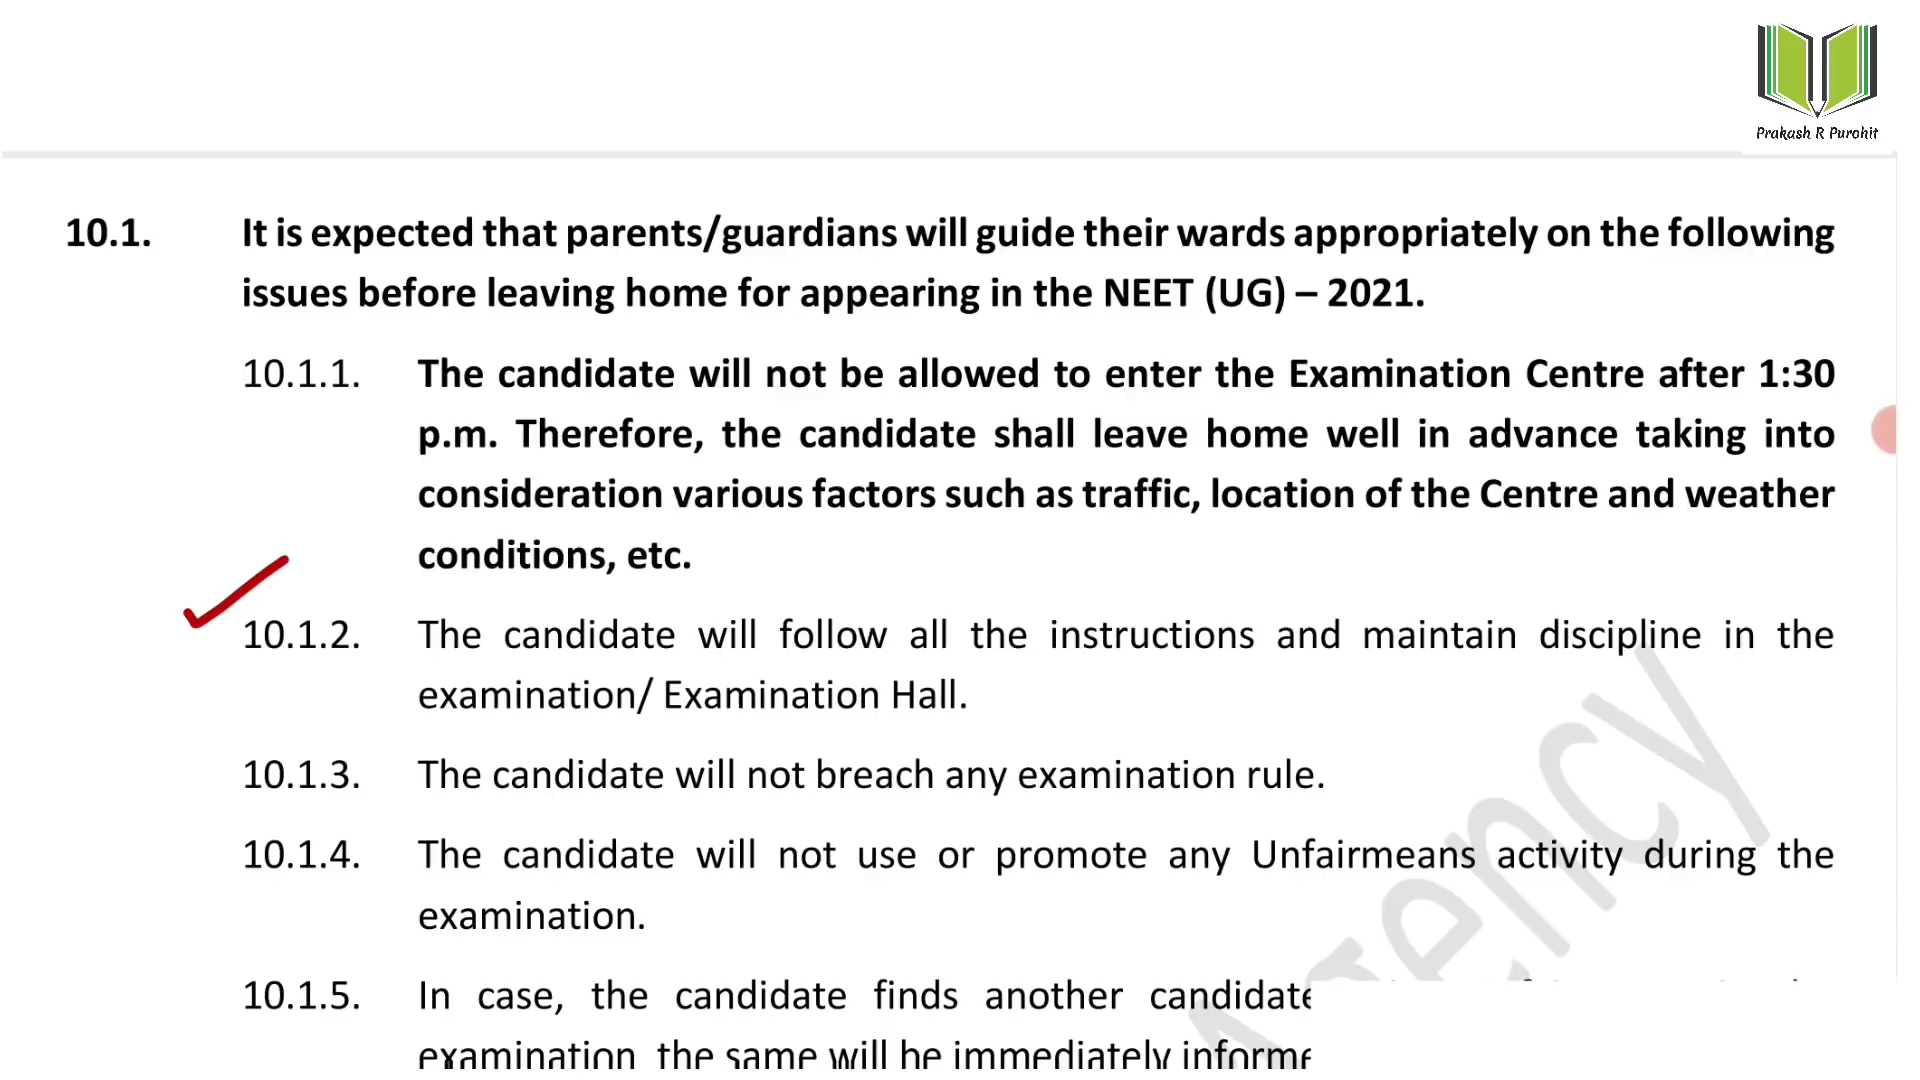 Prakash R Purohit
10.1. It is expected that parents/guardians will guide their wards appropriately on the following
issues before leaving home for appearing in the NEET (UG) – 2021.
10.1.1. The candidate will not be allowed to enter the Examination Centre after 1:30
p.m. Therefore, the candidate shall leave home well in advance taking into
consideration various factors such as traffic, location of the Centre and weather
conditions, etc.
10.1.2. The candidate will follow all the instructions and maintain discipline in the
examination/ Examination Hall.
10.1.3. The candidate will not breach any examination rule.
10.1.4. The candidate will not use or promote any Unfairmeans activity during the
examination.
10.1.5. In case, the candidate finds another candidate
examination, the same will be immediately